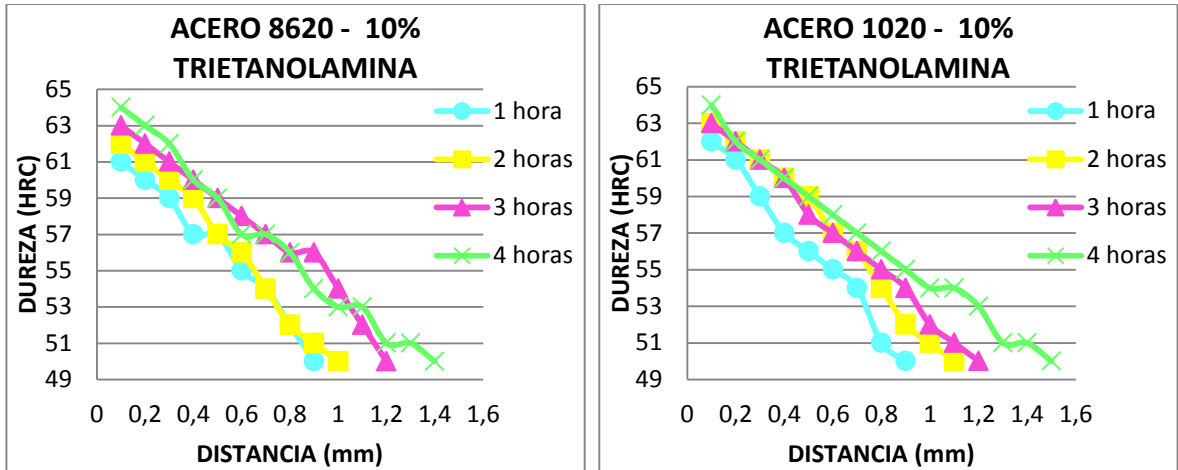 ACERO 8620 - 10%
TRIETANOLAMINA
65
63
61
59
57
55
53
51
49
DUREZA (HRC)
1 hora
2 horas
3 horas
4 horas
0 0,2 0,4 0,6 0,8 1 1,2 1,4 1,6
DISTANCIA (mm)
ACERO 1020 - 10%
TRIETANOLAMINA
65
63
61
59
57
55
53
51
49
DUREZA (HRC)
1 hora
2 horas
3 horas
4 horas
0 0,2 0,4 0,6 0,8 1 1,2 1,4 1,6
DISTANCIA (mm)